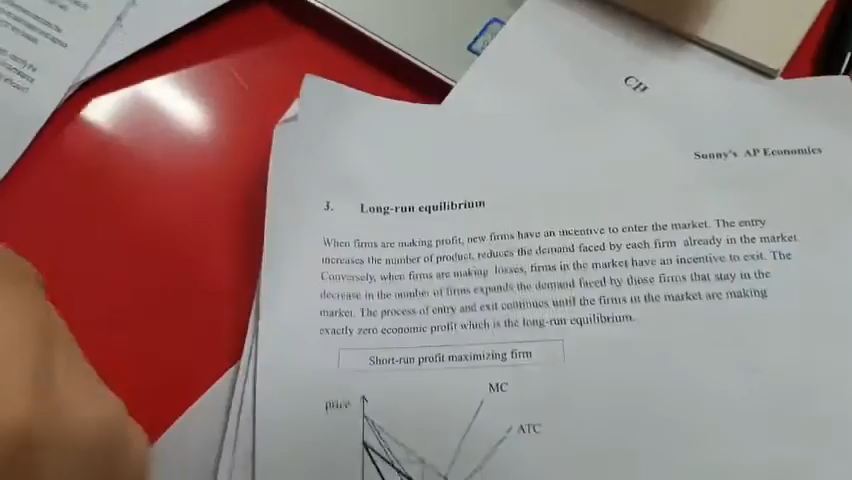 CH
Sunny's AP Economics
3. Long-run equilibrium
When firms are making profit, new firms have an incentive to enter the market. The entry
increases the number of product, reduces the demand faced by each firm already in the market
Conversely, when firms are making losses, firms in the market have an incentive to exit. The
decrease in the number of firms expands the demand faced by those firms that stay in the
market. The process of entry and exit continues until the firms in the market are making
exactly zero economic profit which is the long-run equilibrium.
Short-run profit maximizing firm
MC
price
ATC